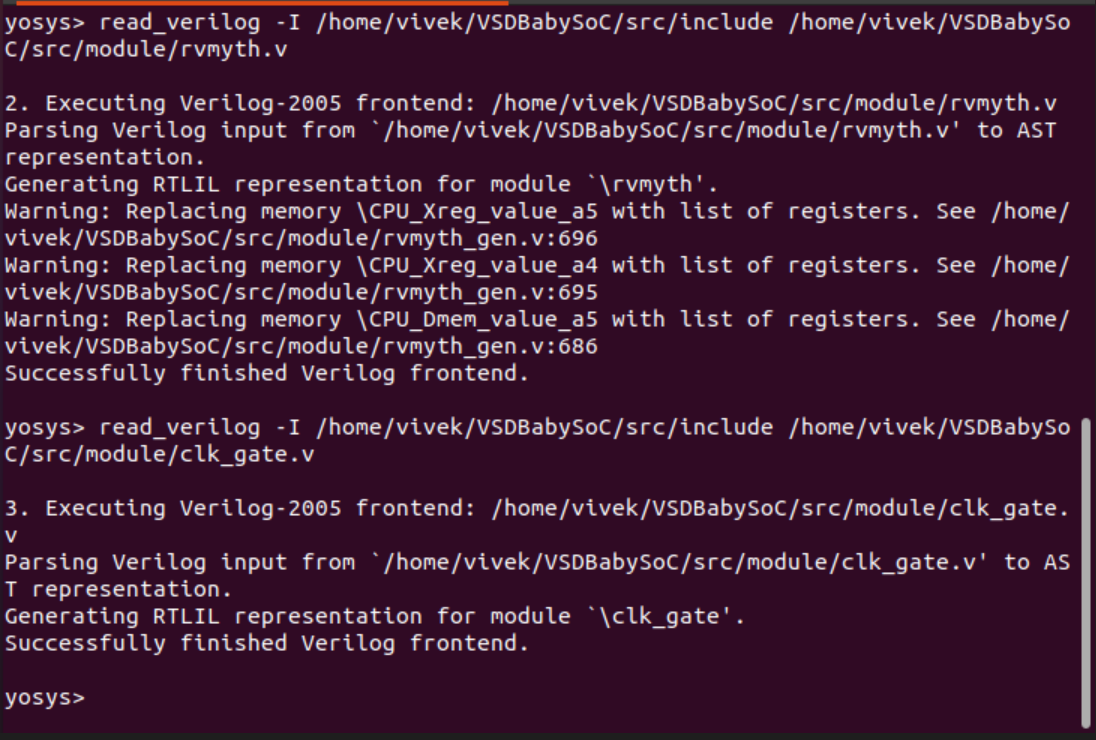 yosys> read_verilog -I /home/vivek/VSDBabySoC/src/include /home/vivek/VSDBabySo
C/src/module/rvmyth.v
2. Executing Verilog-2005 frontend: /home/vivek/VSDBabySoC/src/module/rvmyth.v
Parsing Verilog input from `/home/vivek/VSDBabySoC/src/module/rvmyth.v' to AST
representation.
Generating RTLIL representation for module `\rvmyth'.
Warning: Replacing memory \CPU_Xreg_value_a5 with list of registers. See /home/
vivek/VSDBabySoC/src/module/rvmyth_gen.v:696
Warning: Replacing memory \CPU_Xreg_value_a4 with list of registers. See /home/
vivek/VSDBabySoC/src/module/rvmyth_gen.v:695
Warning: Replacing memory \CPU_Dmem_value_a5 with list of registers. See /home/
vivek/VSDBabySoC/src/module/rvmyth_gen.v:686
Successfully finished Verilog frontend.
yosys> read_verilog -I /home/vivek/VSDBabySoC/src/include /home/vivek/VSDBabySo
C/src/module/clk_gate.v
3. Executing Verilog-2005 frontend: /home/vivek/VSDBabySoC/src/module/clk_gate.
v
Parsing Verilog input from `/home/vivek/VSDBabySoC/src/module/clk_gate.v' to AS
T representation.
Generating RTLIL representation for module `\clk_gate'.
Successfully finished Verilog frontend.
yosys>